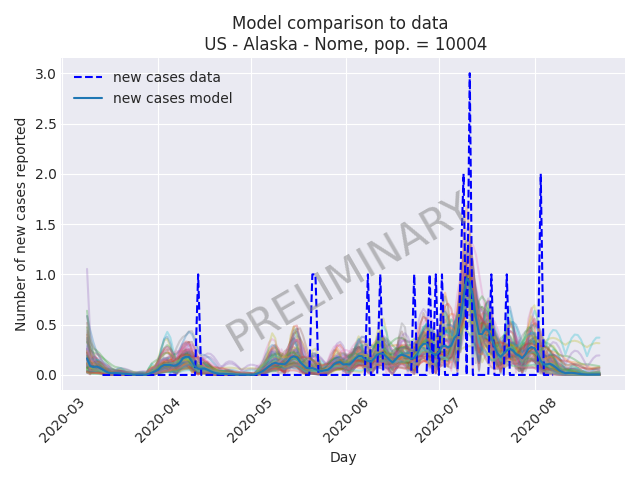 Model comparison to data
US - Alaska - Nome, pop. = 10004
3.0
2.5
2.0
1.5
1.0
0.5
0.0
Number of new cases reported
new cases data
new cases model
PRELIMINARY
2020-03
2020-04
2020-05
2020-06
2020-07
2020-08
Day